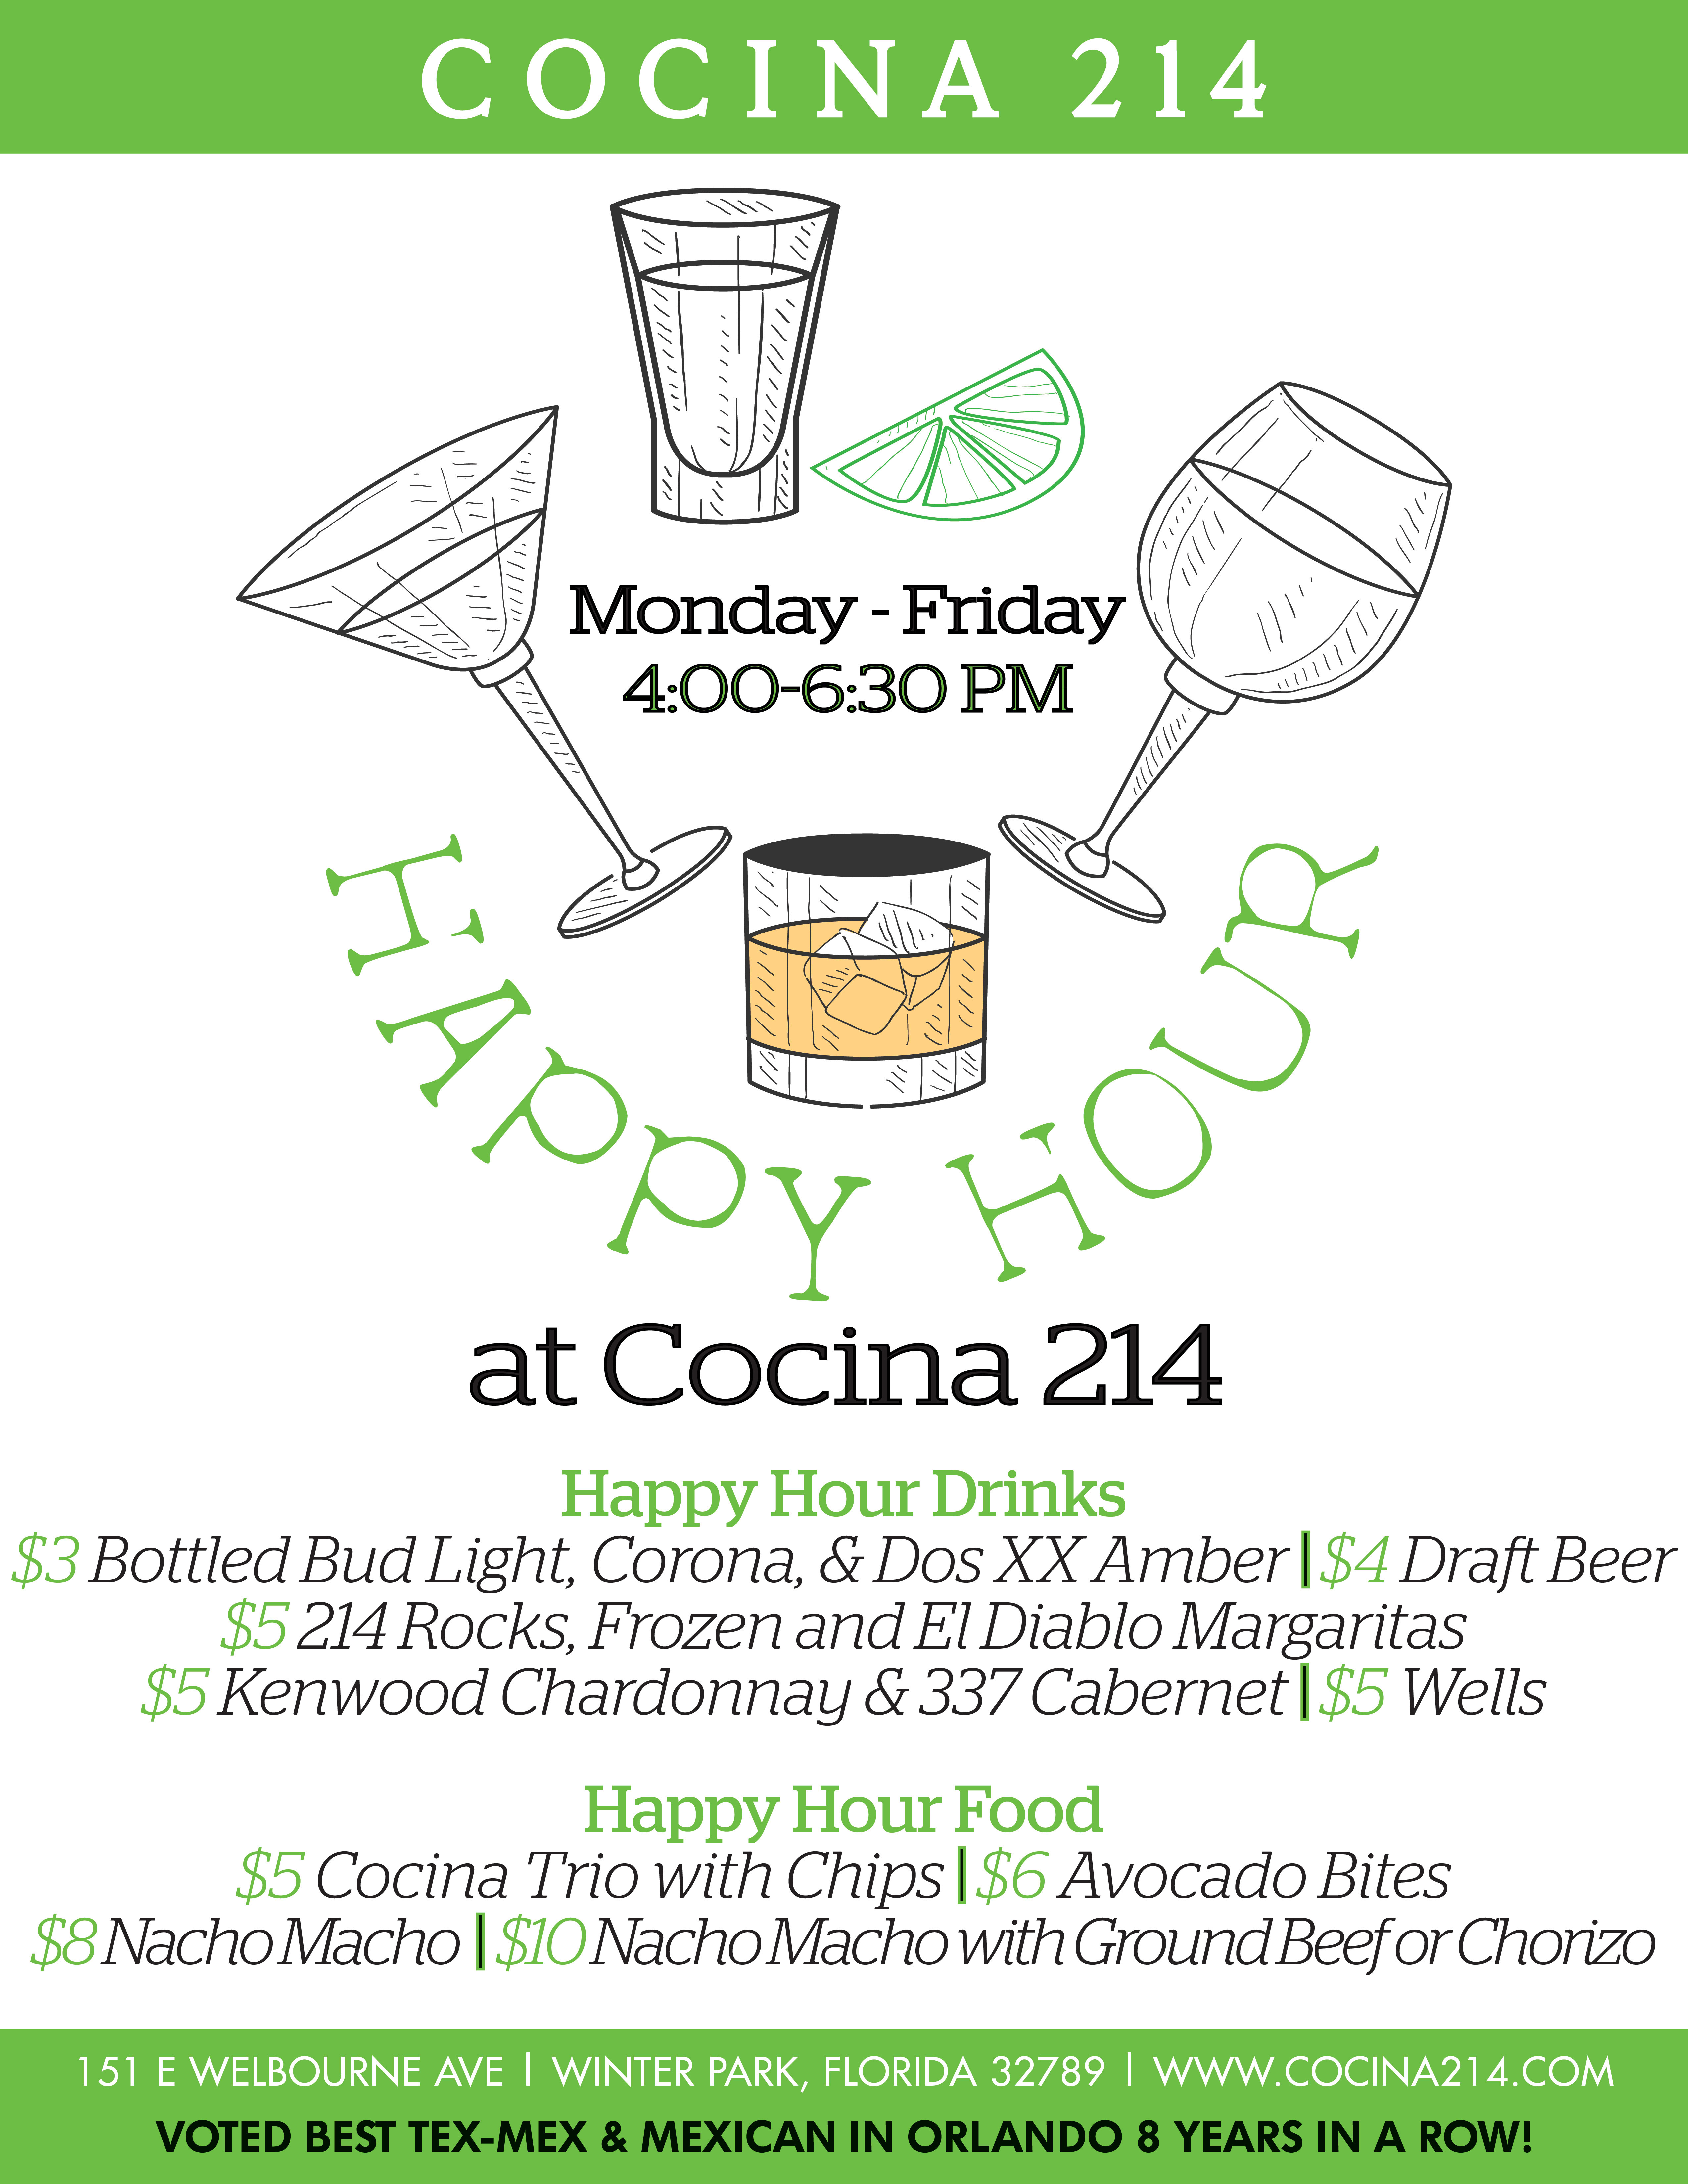 COCINA 214
Monday - Friday
4:00-6:30 PM
HAPPY HOUR
at Cocina 214
Happy Hour Drinks
$3 Bottled Bud Light, Corona, & Dos XX Amber | $4 Draft Beer
$5 214 Rocks, Frozen and El Diablo Margaritas
$5 Kenwood Chardonnay & 337 Cabernet | $5 Wells
Happy Hour Food
$5 Cocina Trio with Chips | $6 Avocado Bites
$8 Nacho Macho | $10 Nacho Macho with Ground Beef or Chorizo
151 E WELBOURNE AVE | WINTER PARK, FLORIDA 32789 | WWW.COCINA214.COM
VOTED BEST TEX-MEX & MEXICAN IN ORLANDO 8 YEARS IN A ROW!